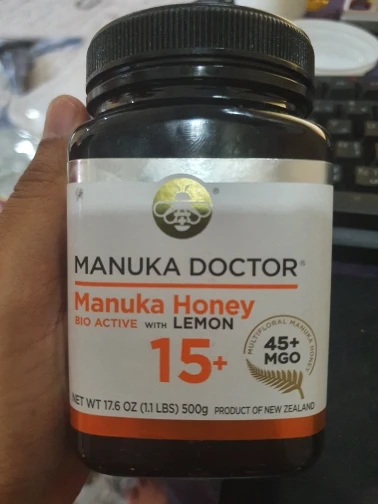 ®
MANUKA DOCTOR®
Manuka Honey
BIO ACTIVE WITH LEMON
15+
MULTIFLORAL MANUKA HONEY
45+
MGO
NET WT 17.6 OZ (1.1 LBS) 500g PRODUCT OF NEW ZEALAND